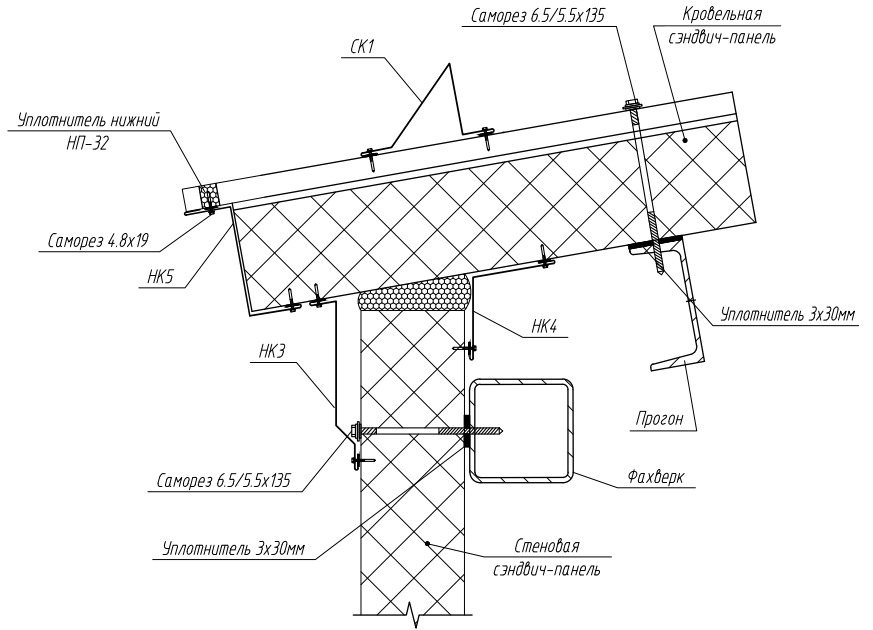 Саморез 6.5/5.5х135
Кровельная
сэндвич-панель
СК1
Уплотнитель нижний
НП-32
Саморез 4.8х19
НК5
Уплотнитель 3х30мм
НК4
НК3
Прогон
Фахверк
Саморез 6.5/5.5х135
Уплотнитель 3х30мм
Стеновая
сэндвич-панель